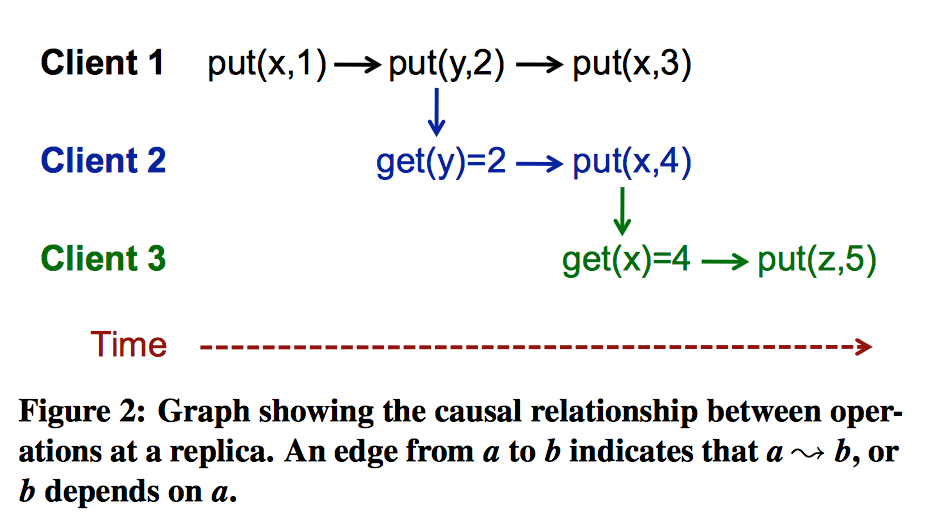 Client 1 put(x,1) → put(y,2) → put(x,3)
Client 2 get(y)=2 → put(x,4)
Client 3 get(x)=4 → put(z,5)
Time
Figure 2: Graph showing the causal relationship between oper-
ations at a replica. An edge from a to b indicates that a ⇝ b, or
b depends on a.